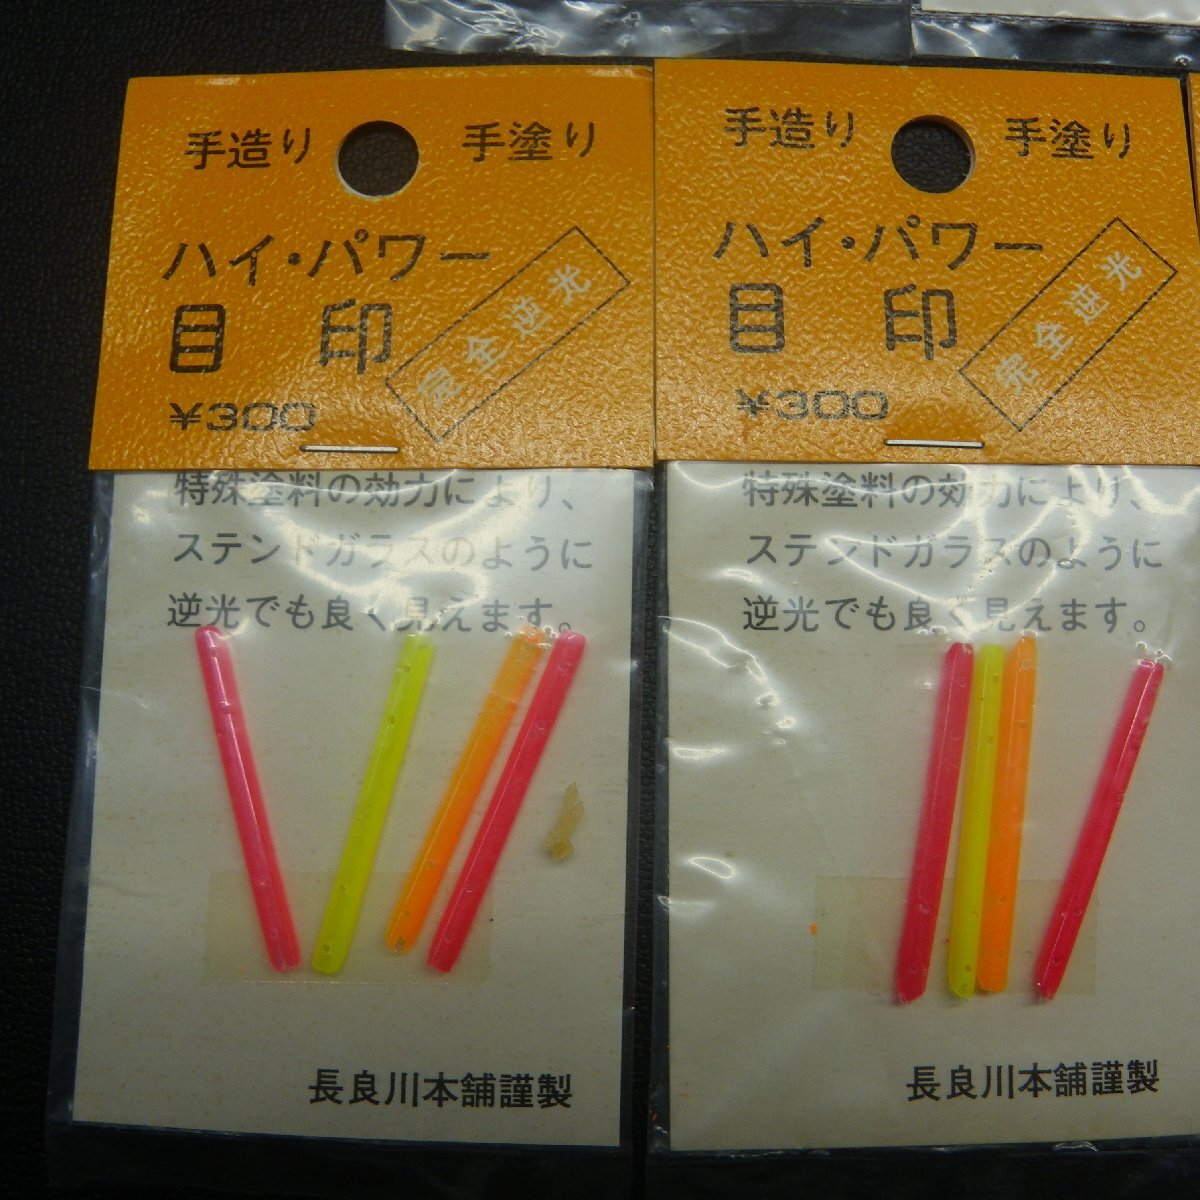 手造り 手塗り
ハイ・パワー
目印
完全逆光
¥300
特殊塗料の効力により、
ステンドガラスのように
逆光でも良く見えます。
長良川本舗謹製
手造り 手塗り
ハイ・パワー
目印
完全逆光
¥300
特殊塗料の効力により、
ステンドガラスのように
逆光でも良く見えます。
長良川本舗謹製